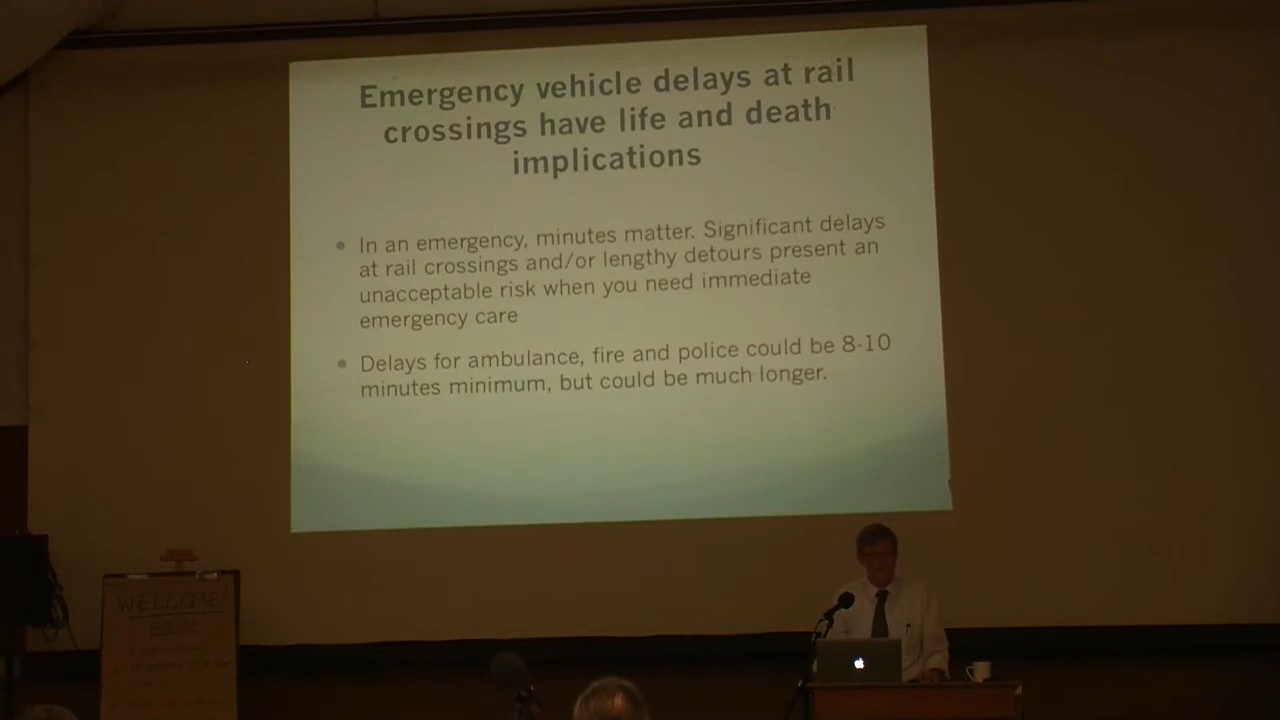 Emergency vehicle delays at rail
crossings have life and death
implications
In an emergency, minutes matter. Significant delays
at rail crossings and/or lengthy detours present an
unacceptable risk when you need immediate
emergency care
Delays for ambulance, fire and police could be 8-10
minutes minimum, but could be much longer.
WELCOME!